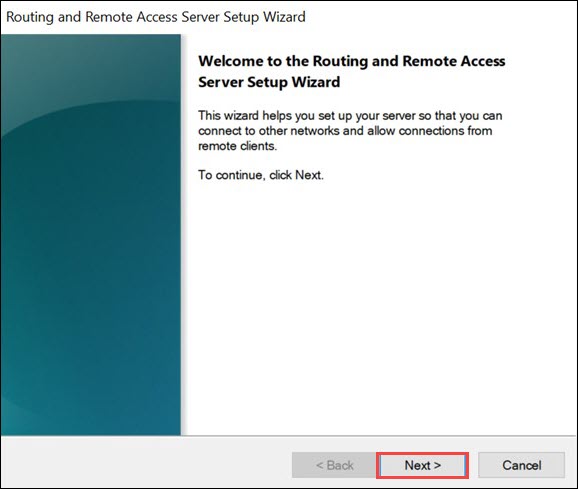 Routing and Remote Access Server Setup Wizard
Welcome to the Routing and Remote Access
Server Setup Wizard
This wizard helps you set up your server so that you can
connect to other networks and allow connections from
remote clients.
To continue, click Next.
< Back
Next >
Cancel